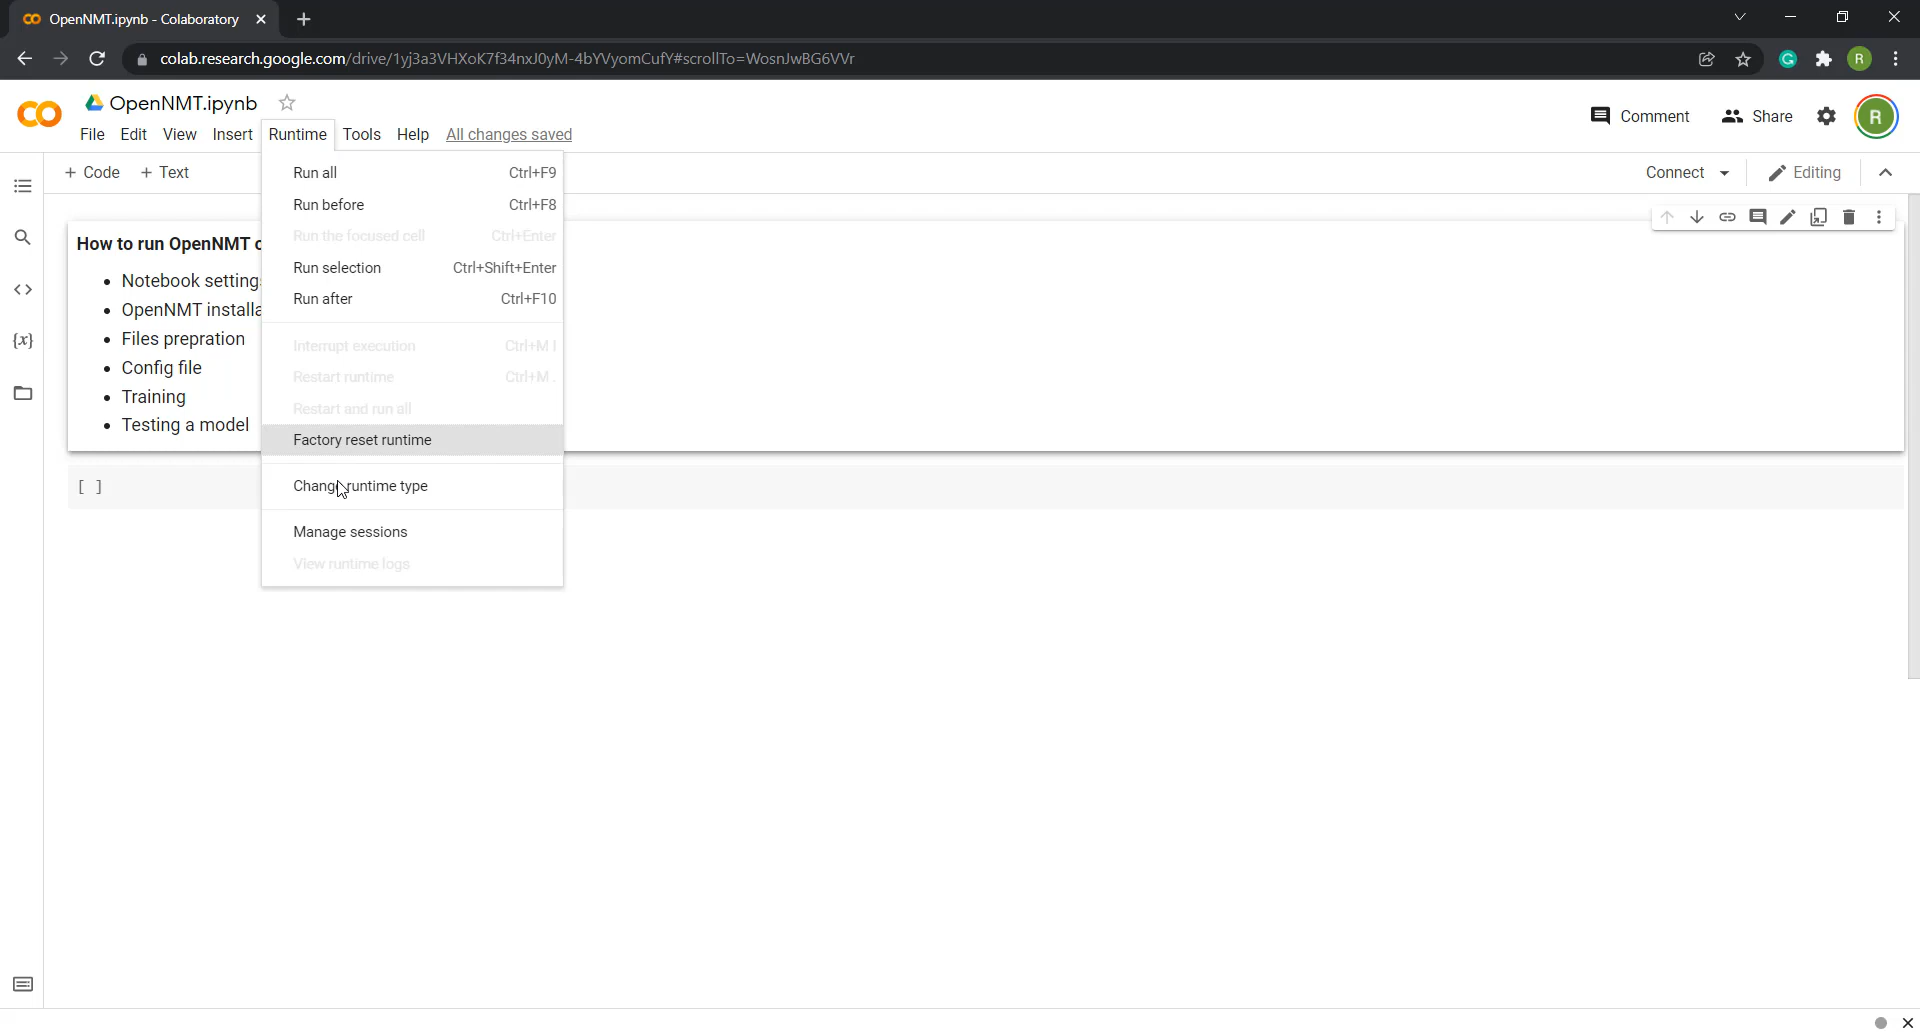 OpenNMT.ipynb - Colaboratory
colab.research.google.com/drive/1yj3a3VHXoK7f34nxJ0yM-4bYVyomCufY#scrollTo=WosnJwBG6VVr
R
OpenNMT.ipynb
File Edit View Insert Runtime Tools Help All changes saved
Comment Share R
+ Code + Text
Connect Editing
Run all Ctrl+F9
Run before Ctrl+F8
Run the focused cell Ctrl+Enter
Run selection Ctrl+Shift+Enter
Run after Ctrl+F10
Interrupt execution Ctrl+M I
Restart runtime Ctrl+M .
Restart and run all
Factory reset runtime
Change runtime type
Manage sessions
View runtime logs
How to run OpenNMT
• Notebook setting
• OpenNMT installa
• Files prepration
• Config file
• Training
• Testing a model
[ ]